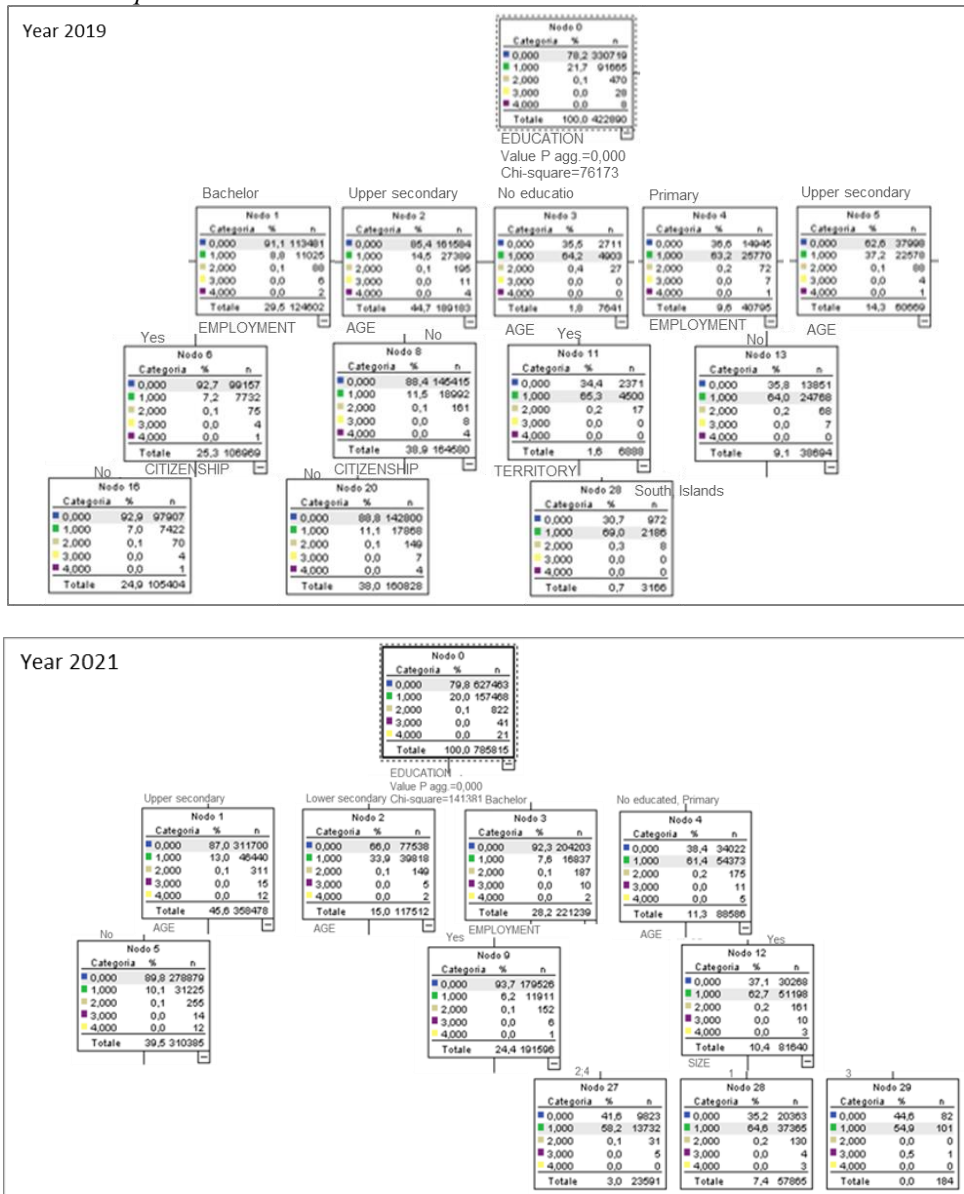 Year 2019
Nodo 0
Categoria % n
0,000 78,2 330719
1,000 21,7 91665
2,000 0,1 470
3,000 0,0 28
4,000 0,0 8
Totale 100,0 422890
EDUCATION
Value P agg.=0,000
Chi-square=76173
Bachelor
Nodo 1
Categoria % n
0,000 91,1 113481
1,000 8,8 11025
2,000 0,1 88
3,000 0,0 6
4,000 0,0 2
Totale 29,5 124602
EMPLOYMENT
Upper secondary
Nodo 2
Categoria % n
0,000 85,4 161584
1,000 14,5 27389
2,000 0,1 195
3,000 0,0 11
4,000 0,0 4
Totale 44,7 189183
AGE
No educatio
Nodo 3
Categoria % n
0,000 35,5 2711
1,000 64,2 4903
2,000 0,4 27
3,000 0,0 0
4,000 0,0 0
Totale 1,8 7641
AGE
Primary
Nodo 4
Categoria % n
0,000 36,6 14945
1,000 63,2 25770
2,000 0,2 72
3,000 0,0 7
4,000 0,0 1
Totale 9,6 40795
EMPLOYMENT
Upper secondary
Nodo 5
Categoria % n
0,000 62,6 37998
1,000 37,2 22578
2,000 0,1 88
3,000 0,0 4
4,000 0,0 1
Totale 14,3 60669
AGE
Yes
Nodo 6
Categoria % n
0,000 92,7 99157
1,000 7,2 7732
2,000 0,1 75
3,000 0,0 4
4,000 0,0 1
Totale 25,3 106969
CITIZENSHIP
No
Nodo 8
Categoria % n
0,000 88,4 145415
1,000 11,5 18992
2,000 0,1 161
3,000 0,0 8
4,000 0,0 4
Totale 38,9 164580
CITIZENSHIP
Yes
Nodo 11
Categoria % n
0,000 34,4 2371
1,000 65,3 4500
2,000 0,2 17
3,000 0,0 0
4,000 0,0 0
Totale 1,6 6888
TERRITORY
No
Nodo 13
Categoria % n
0,000 35,8 13851
1,000 64,0 24768
2,000 0,2 68
3,000 0,0 7
4,000 0,0 0
Totale 9,1 38694
No
Nodo 16
Categoria % n
0,000 92,9 97907
1,000 7,0 7422
2,000 0,1 70
3,000 0,0 4
4,000 0,0 1
Totale 24,9 105404
No
Nodo 20
Categoria % n
0,000 88,8 142800
1,000 11,1 17868
2,000 0,1 149
3,000 0,0 7
4,000 0,0 4
Totale 38,0 160828
South, Islands
Nodo 28
Categoria % n
0,000 30,7 972
1,000 69,0 2186
2,000 0,3 8
3,000 0,0 0
4,000 0,0 0
Totale 0,7 3166
Year 2021
Nodo 0
Categoria % n
0,000 79,8 627463
1,000 20,0 157468
2,000 0,1 822
3,000 0,0 41
4,000 0,0 21
Totale 100,0 785815
EDUCATION
Value P agg.=0,000
Chi-square=141381
Upper secondary
Nodo 1
Categoria % n
0,000 87,0 311700
1,000 13,0 46440
2,000 0,1 311
3,000 0,0 15
4,000 0,0 12
Totale 45,6 358478
AGE
Lower secondary
Nodo 2
Categoria % n
0,000 66,0 77538
1,000 33,9 39818
2,000 0,1 149
3,000 0,0 5
4,000 0,0 2
Totale 15,0 117512
AGE
Bachelor
Nodo 3
Categoria % n
0,000 92,3 204203
1,000 7,6 16837
2,000 0,1 187
3,000 0,0 10
4,000 0,0 2
Totale 28,2 221239
EMPLOYMENT
No educated, Primary
Nodo 4
Categoria % n
0,000 38,4 34022
1,000 61,4 54373
2,000 0,2 175
3,000 0,0 11
4,000 0,0 5
Totale 11,3 88586
AGE
No
Nodo 5
Categoria % n
0,000 89,8 278879
1,000 10,1 31225
2,000 0,1 255
3,000 0,0 14
4,000 0,0 12
Totale 39,5 310385
Yes
Nodo 9
Categoria % n
0,000 93,7 179526
1,000 6,2 11911
2,000 0,1 152
3,000 0,0 6
4,000 0,0 1
Totale 24,4 191596
Yes
Nodo 12
Categoria % n
0,000 37,1 30268
1,000 62,7 51198
2,000 0,2 161
3,000 0,0 10
4,000 0,0 3
Totale 10,4 81640
SIZE
2;4
Nodo 27
Categoria % n
0,000 41,6 9823
1,000 58,2 13732
2,000 0,1 31
3,000 0,0 5
4,000 0,0 0
Totale 3,0 23591
1
Nodo 28
Categoria % n
0,000 35,2 20363
1,000 64,6 37365
2,000 0,2 130
3,000 0,0 4
4,000 0,0 3
Totale 7,4 57865
3
Nodo 29
Categoria % n
0,000 44,6 82
1,000 54,9 101
2,000 0,0 0
3,000 0,5 1
4,000 0,0 0
Totale 0,0 184